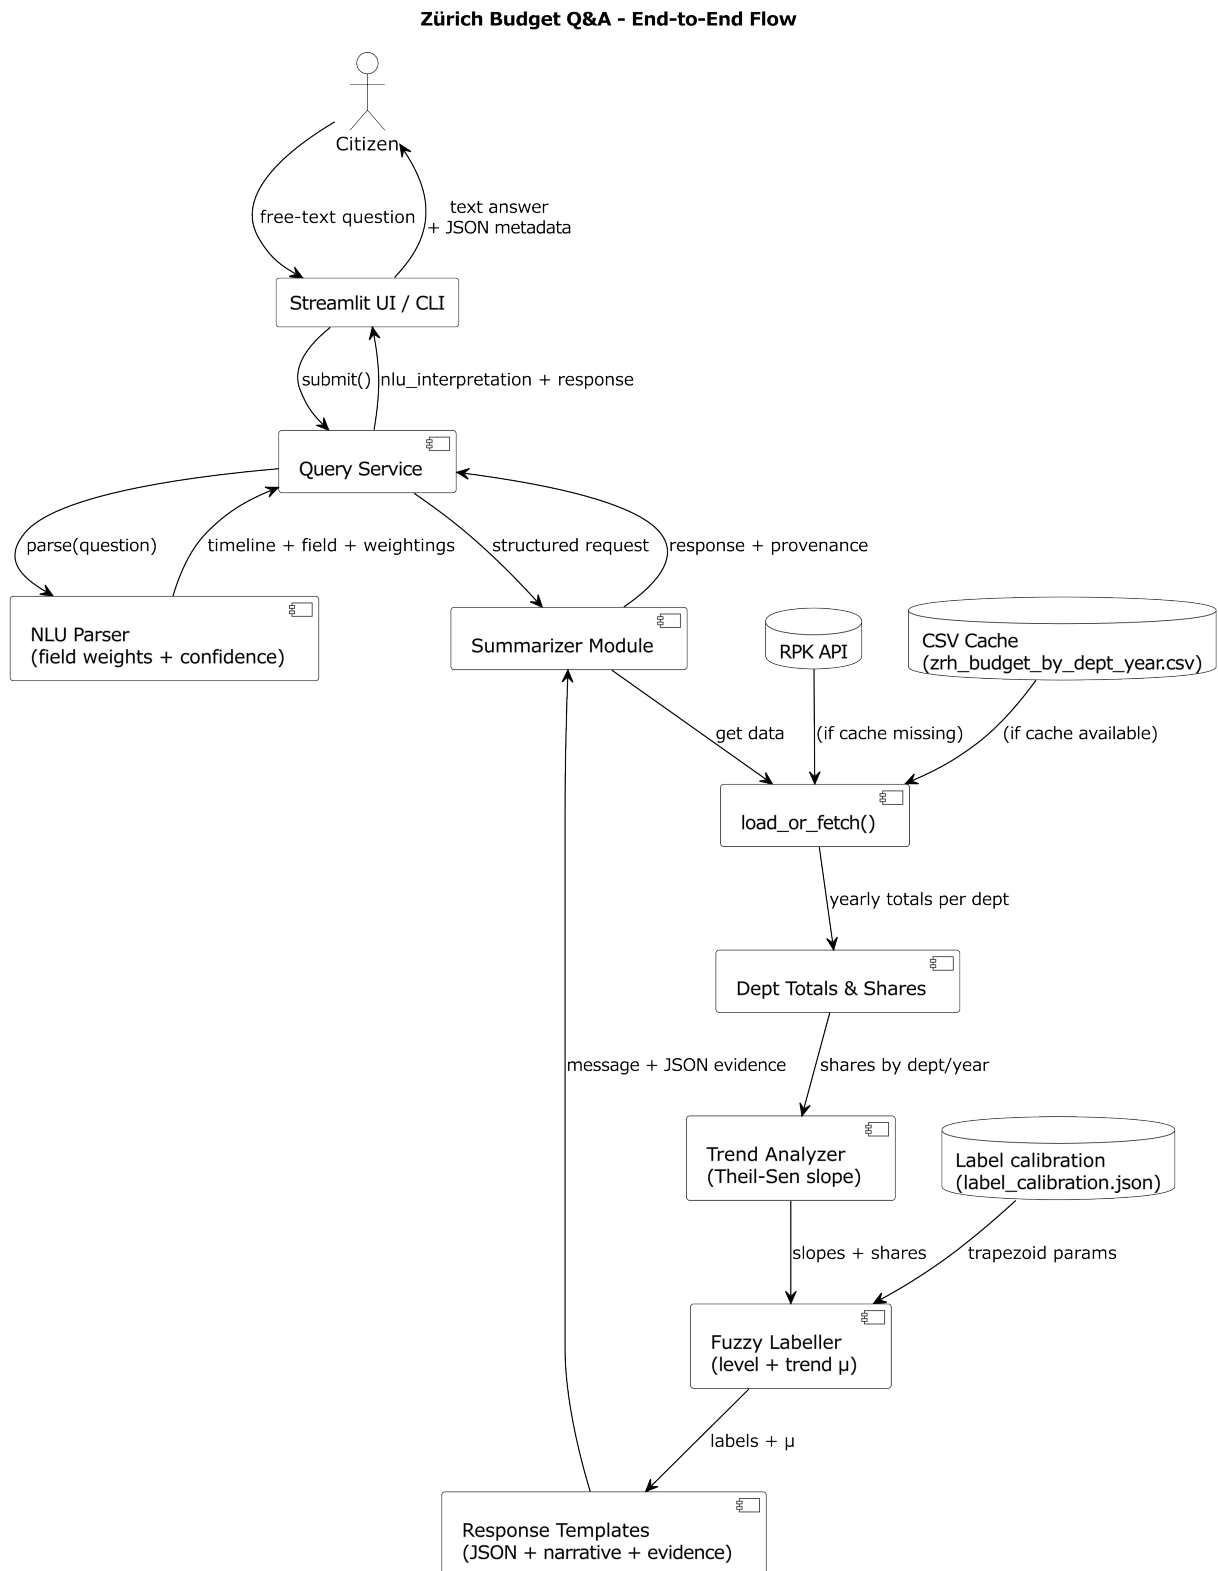 Zürich Budget Q&A - End-to-End Flow
Citizen
free-text question
text answer
+ JSON metadata
Streamlit UI / CLI
submit()
nlu_interpretation + response
Query Service
parse(question)
timeline + field + weightings
structured request
response + provenance
NLU Parser
(field weights + confidence)
Summarizer Module
RPK API
CSV Cache
(zrh_budget_by_dept_year.csv)
get data
(if cache missing)
(if cache available)
load_or_fetch()
yearly totals per dept
Dept Totals & Shares
message + JSON evidence
shares by dept/year
Trend Analyzer
(Theil-Sen slope)
Label calibration
(label_calibration.json)
slopes + shares
trapezoid params
Fuzzy Labeller
(level + trend μ)
labels + μ
Response Templates
(JSON + narrative + evidence)